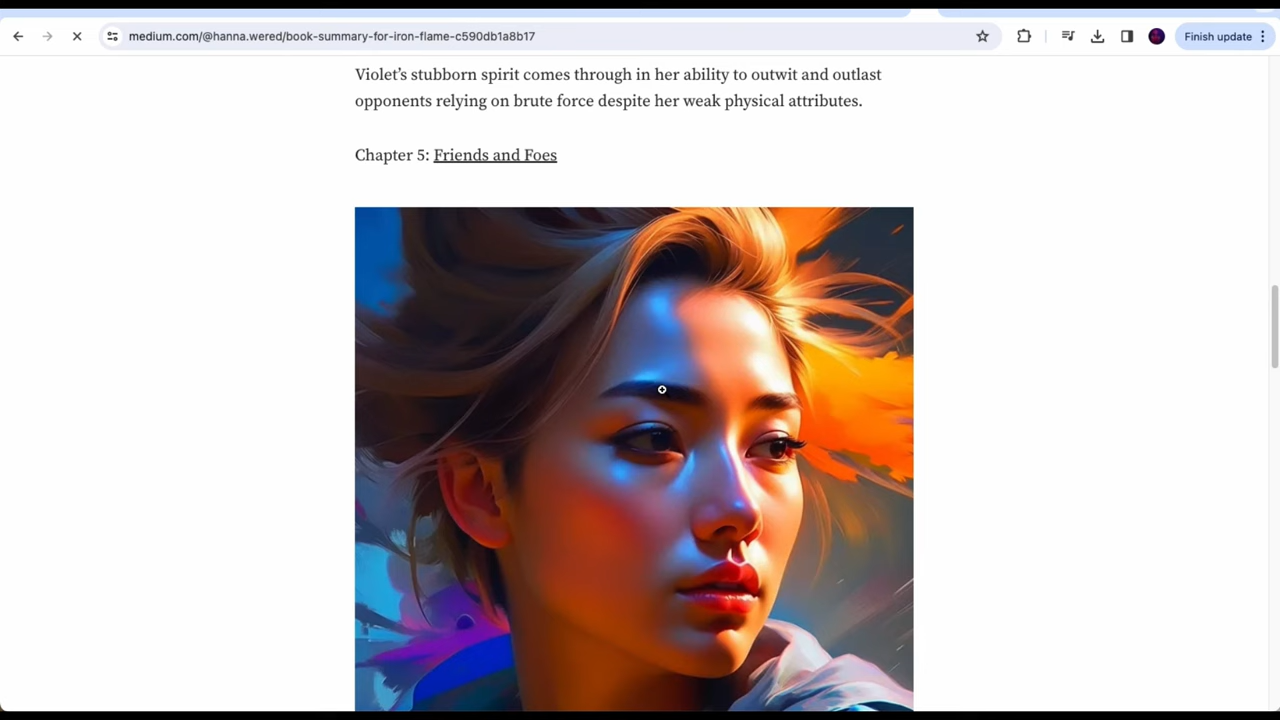 medium.com/@hanna.wered/book-summary-for-iron-flame-c590db1a8b17
Finish update
Violet’s stubborn spirit comes through in her ability to outwit and outlast
opponents relying on brute force despite her weak physical attributes.
Chapter 5: Friends and Foes